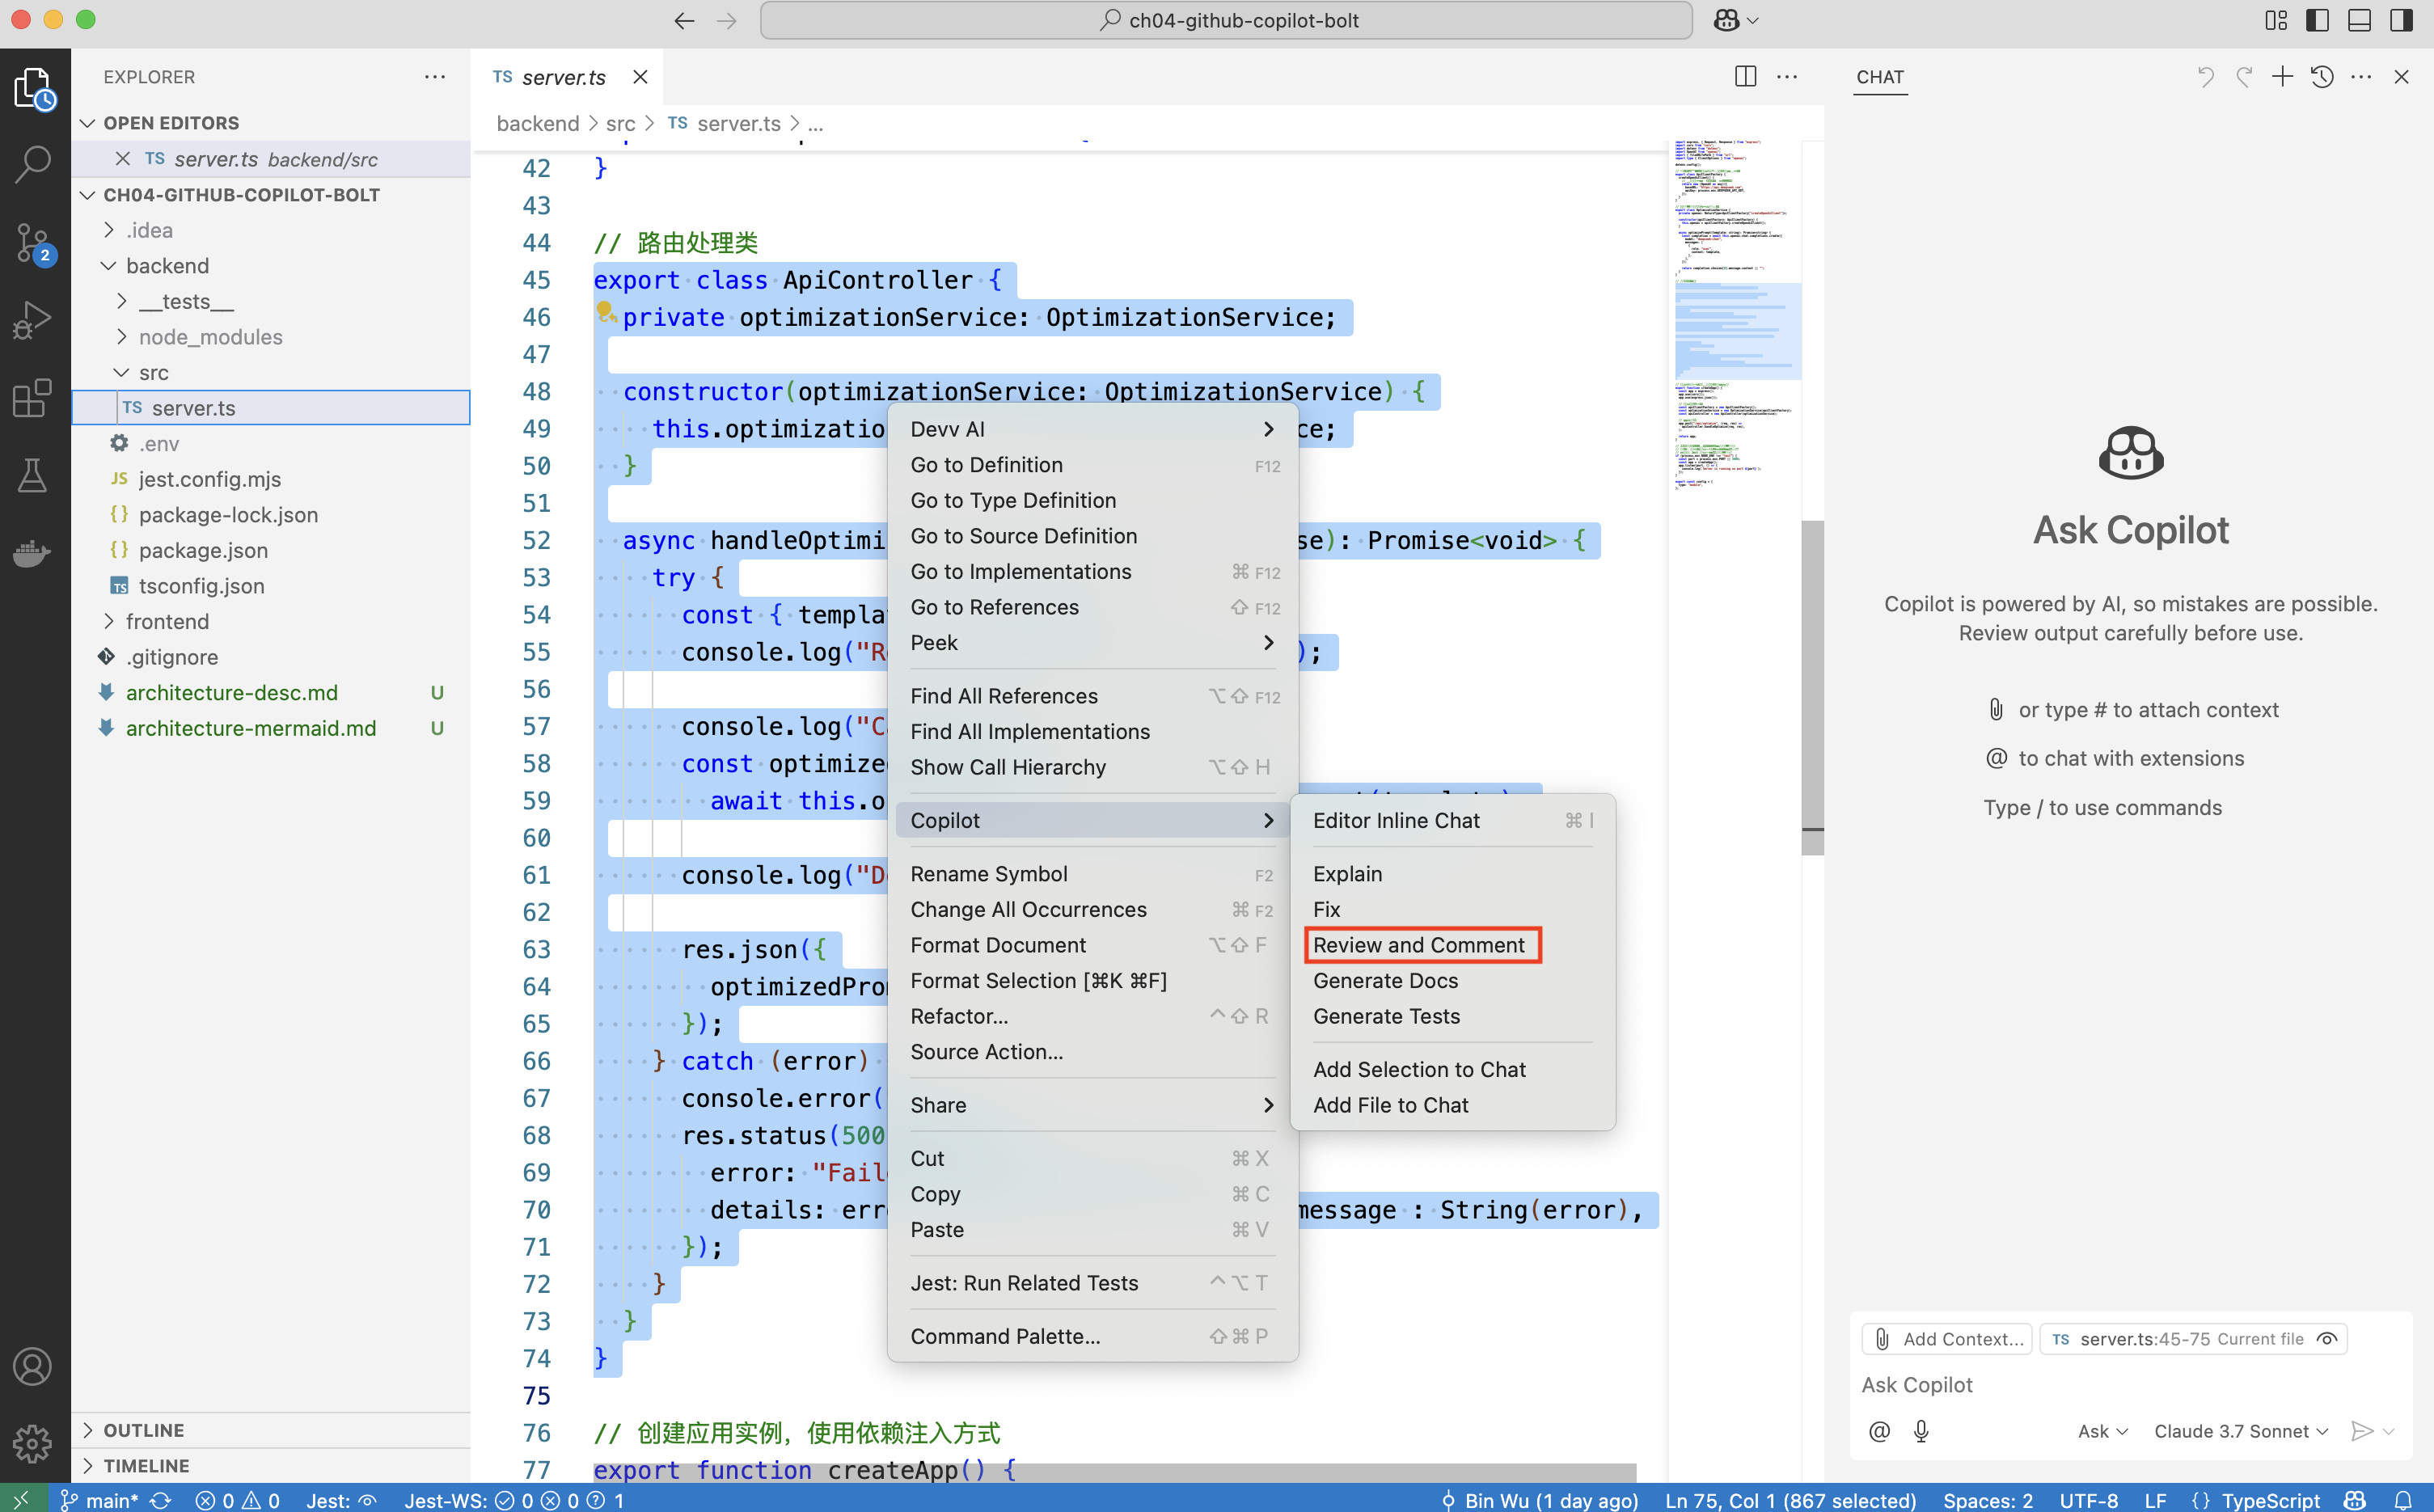 ch04-github-copilot-bolt
EXPLORER
OPEN EDITORS
TS server.ts backend/src
CH04-GITHUB-COPILOT-BOLT
.idea
backend
__tests__
node_modules
src
TS server.ts
.env
JS jest.config.mjs
{} package-lock.json
{} package.json
TS tsconfig.json
frontend
.gitignore
architecture-desc.md U
architecture-mermaid.md U
OUTLINE
TIMELINE
2
TS server.ts
backend > src > TS server.ts > ...
42 }
43
44 // 路由处理类
45 export class ApiController {
46 private optimizationService: OptimizationService;
47
48 constructor(optimizationService: OptimizationService) {
49 this.optimizatio ce;
50 }
51
52 async handleOptimi se): Promise<void> {
53 try {
54 const { templa
55 console.log("R );
56
57 console.log("C
58 const optimize
59 await this.o
60
61 console.log("D
62
63 res.json({
64 optimizedPro
65 });
66 } catch (error)
67 console.error(
68 res.status(500
69 error: "Fail
70 details: err message : String(error),
71 });
72 }
73 }
74 }
75
76 // 创建应用实例，使用依赖注入方式
77 export function createApp() {
Devv AI
Go to Definition F12
Go to Type Definition
Go to Source Definition
Go to Implementations ⌘ F12
Go to References ⇧ F12
Peek
Find All References ⌥⇧ F12
Find All Implementations
Show Call Hierarchy ⌥⇧ H
Copilot
Rename Symbol F2
Change All Occurrences ⌘ F2
Format Document ⌥⇧ F
Format Selection [⌘K ⌘F]
Refactor... ^⇧ R
Source Action...
Share
Cut ⌘ X
Copy ⌘ C
Paste ⌘ V
Jest: Run Related Tests ^⌥ T
Command Palette... ⇧⌘ P
Editor Inline Chat ⌘ I
Explain
Fix
Review and Comment
Generate Docs
Generate Tests
Add Selection to Chat
Add File to Chat
CHAT
Ask Copilot
Copilot is powered by AI, so mistakes are possible.
Review output carefully before use.
or type # to attach context
@ to chat with extensions
Type / to use commands
Add Context...
TS server.ts:45-75 Current file
Ask Copilot
@
Ask
Claude 3.7 Sonnet
main* 0 0 Jest: Jest-WS: 0 0 1
Bin Wu (1 day ago) Ln 75, Col 1 (867 selected) Spaces: 2 UTF-8 LF {} TypeScript